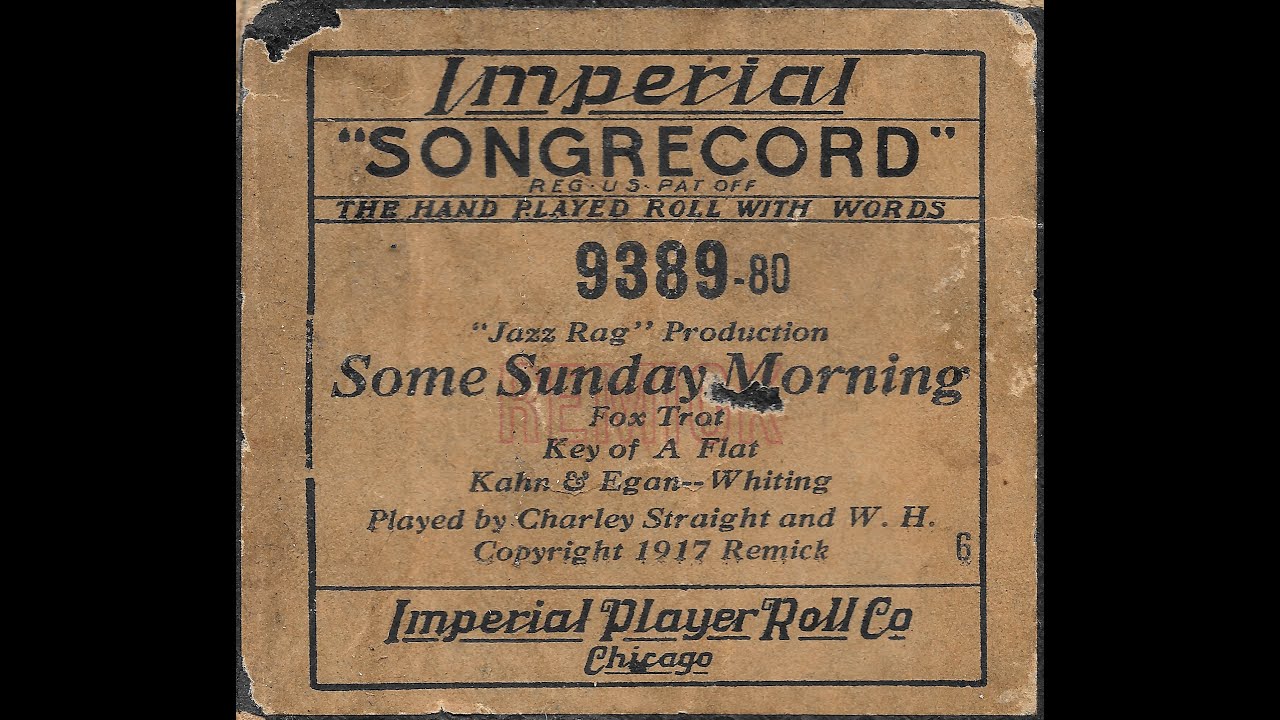 Imperial
"SONGRECORD"
REG·U·S·PAT OFF
THE HAND PLAYED ROLL WITH WORDS
9389-80
"Jazz Rag" Production
Some Sunday Morning
REMICK
Fox Trot
Key of A Flat
Kahn & Egan--Whiting
Played by Charley Straight and W. H.
Copyright 1917 Remick
6
Imperial Player Roll Co
Chicago